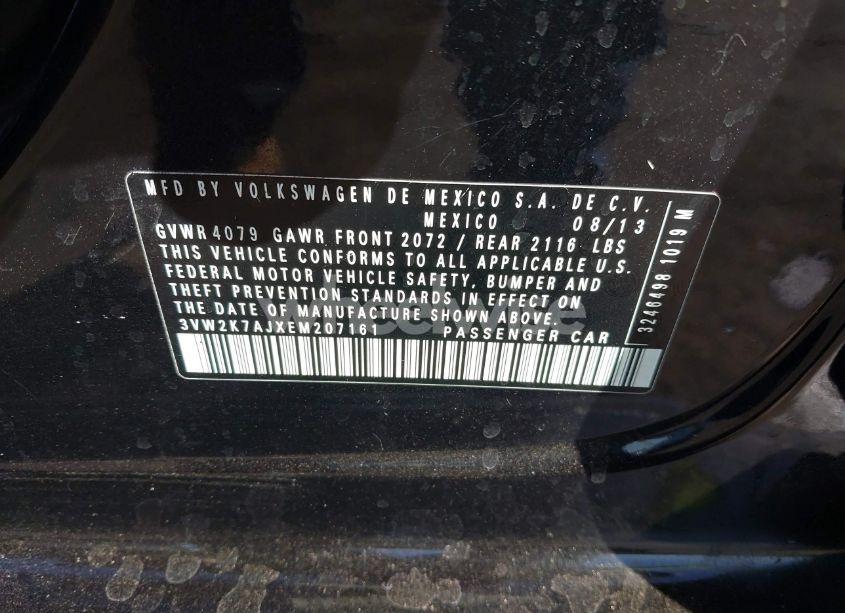 MFD BY VOLKSWAGEN DE MEXICO S.A. DE C.V.
MEXICO 08/13
GVWR 4079 GAWR FRONT 2072 / REAR 2116 LBS
THIS VEHICLE CONFORMS TO ALL APPLICABLE U.S.
FEDERAL MOTOR VEHICLE SAFETY, BUMPER AND
THEFT PREVENTION STANDARDS IN EFFECT ON
THE DATE OF MANUFACTURE SHOWN ABOVE.
3VW2K7AJXEM207161 PASSENGER CAR
3246498 1019 M